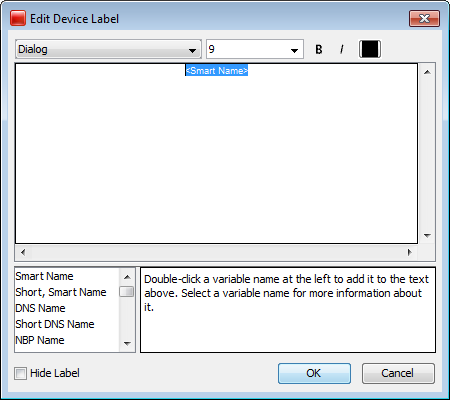 Edit Device Label
Dialog 9 B I
<Smart Name>
Smart Name
Short, Smart Name
DNS Name
Short DNS Name
NBP Name
Double-click a variable name at the left to add it to the text
above. Select a variable name for more information about
it.
Hide Label OK Cancel